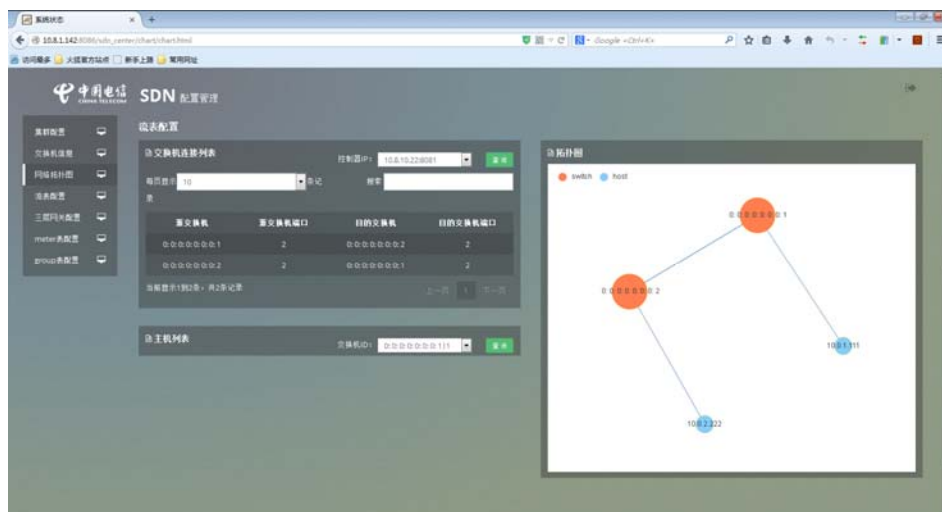 系统状态
10.8.1.142:8086/sdn_center/chart/chart.html
Google <Ctrl+K>
访问最多 火狐官方站点 新手上路 常用网址
中国电信
CHINA TELECOM
SDN 配置管理
集群配置
交换机信息
网络拓扑图
流表配置
三层网关配置
meter表配置
group表配置
流表配置
交换机连接列表
控制器IP: 10.8.10.22:8081 查询
每页显示 10 条记录
搜索
源交换机 源交换机端口 目的交换机 目的交换机端口
0:0:0:0:0:0:0:1 2 0:0:0:0:0:0:0:2 2
0:0:0:0:0:0:0:2 2 0:0:0:0:0:0:0:1 2
当前显示1到2条，共2条记录
上一页 1 下一页
主机列表
交换机ID: 0:0:0:0:0:0:0:1|1 查询
拓扑图
switch host
0:0:0:0:0:0:0:1
0:0:0:0:0:0:0:2
10.0.1.111
10.0.2.222